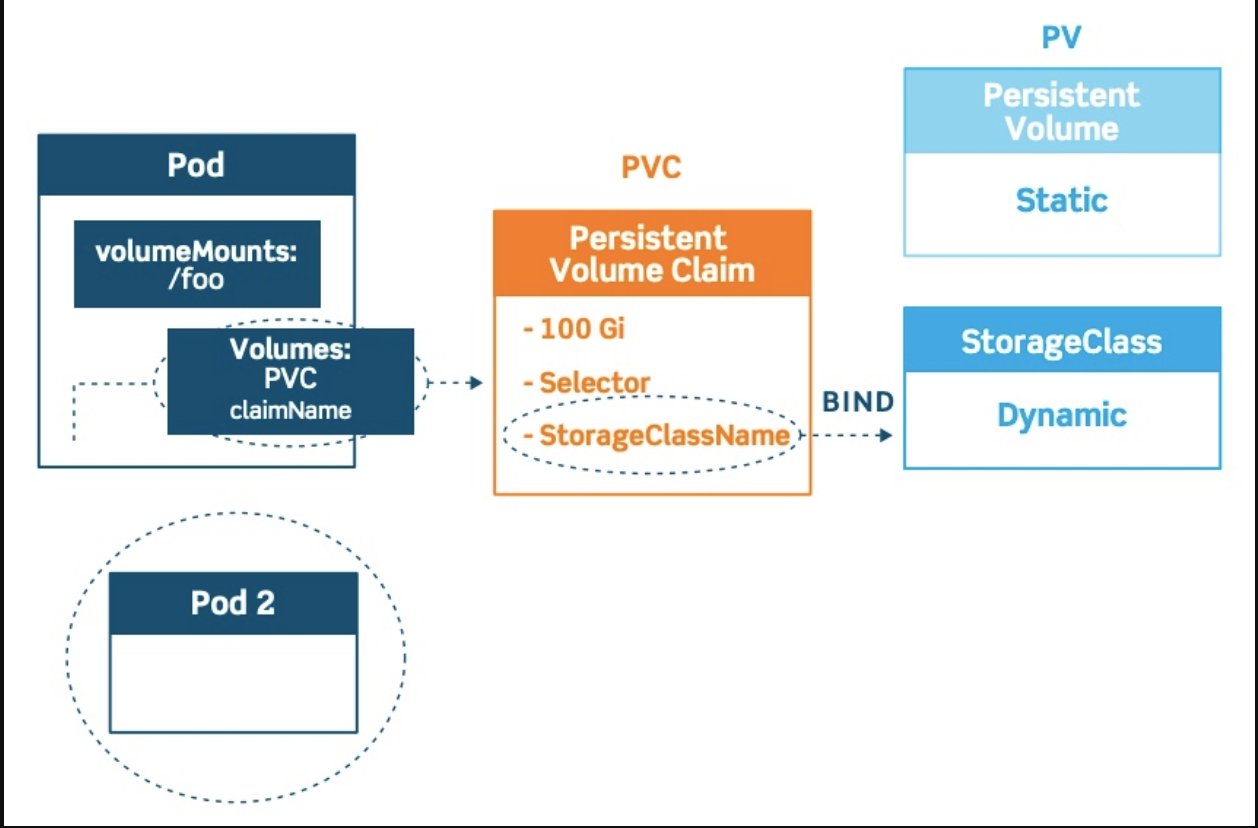 Pod
volumeMounts:
/foo
Volumes:
PVC
claimName
Pod 2
PVC
Persistent
Volume Claim
- 100 Gi
- Selector
- StorageClassName
BIND
PV
Persistent
Volume
Static
StorageClass
Dynamic